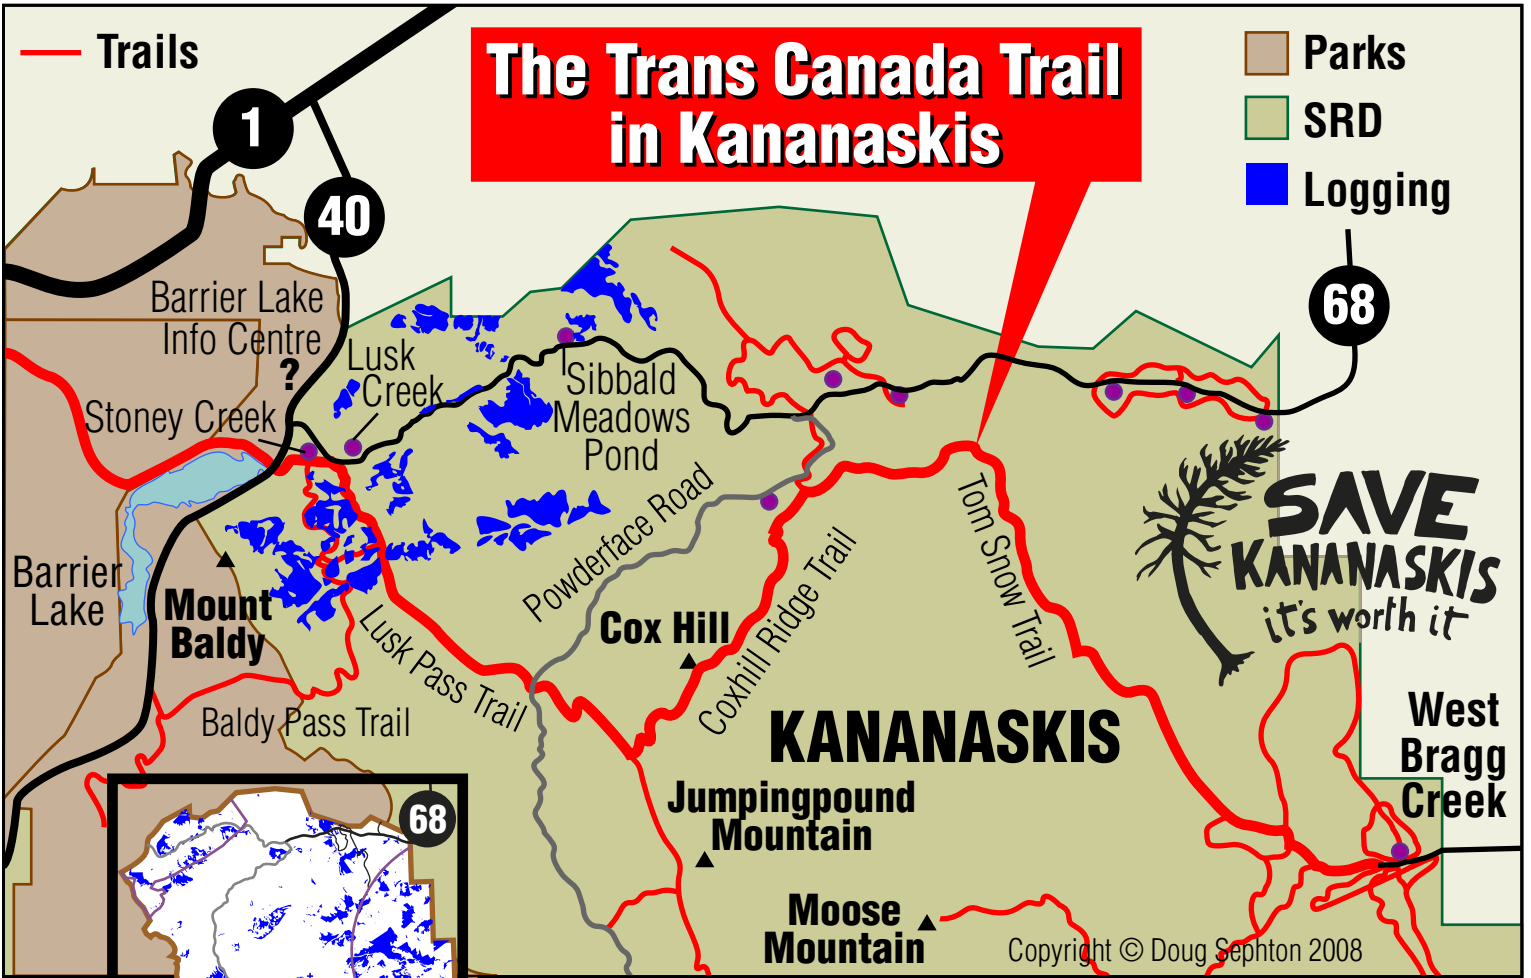 Trails
The Trans Canada Trail
in Kananaskis
Parks
SRD
Logging
1
40
68
Barrier Lake
Info Centre
?
Lusk
Creek
Stoney Creek
Sibbald
Meadows
Pond
Powderface Road
Tom Snow Trail
SAVE
KANANASKIS
it's worth it
Barrier
Lake
Mount
Baldy
Lusk Pass Trail
Cox Hill
Coxhill Ridge Trail
Baldy Pass Trail
KANANASKIS
West
Bragg
Creek
Jumpingpound
Mountain
68
Moose
Mountain
Copyright © Doug Sephton 2008